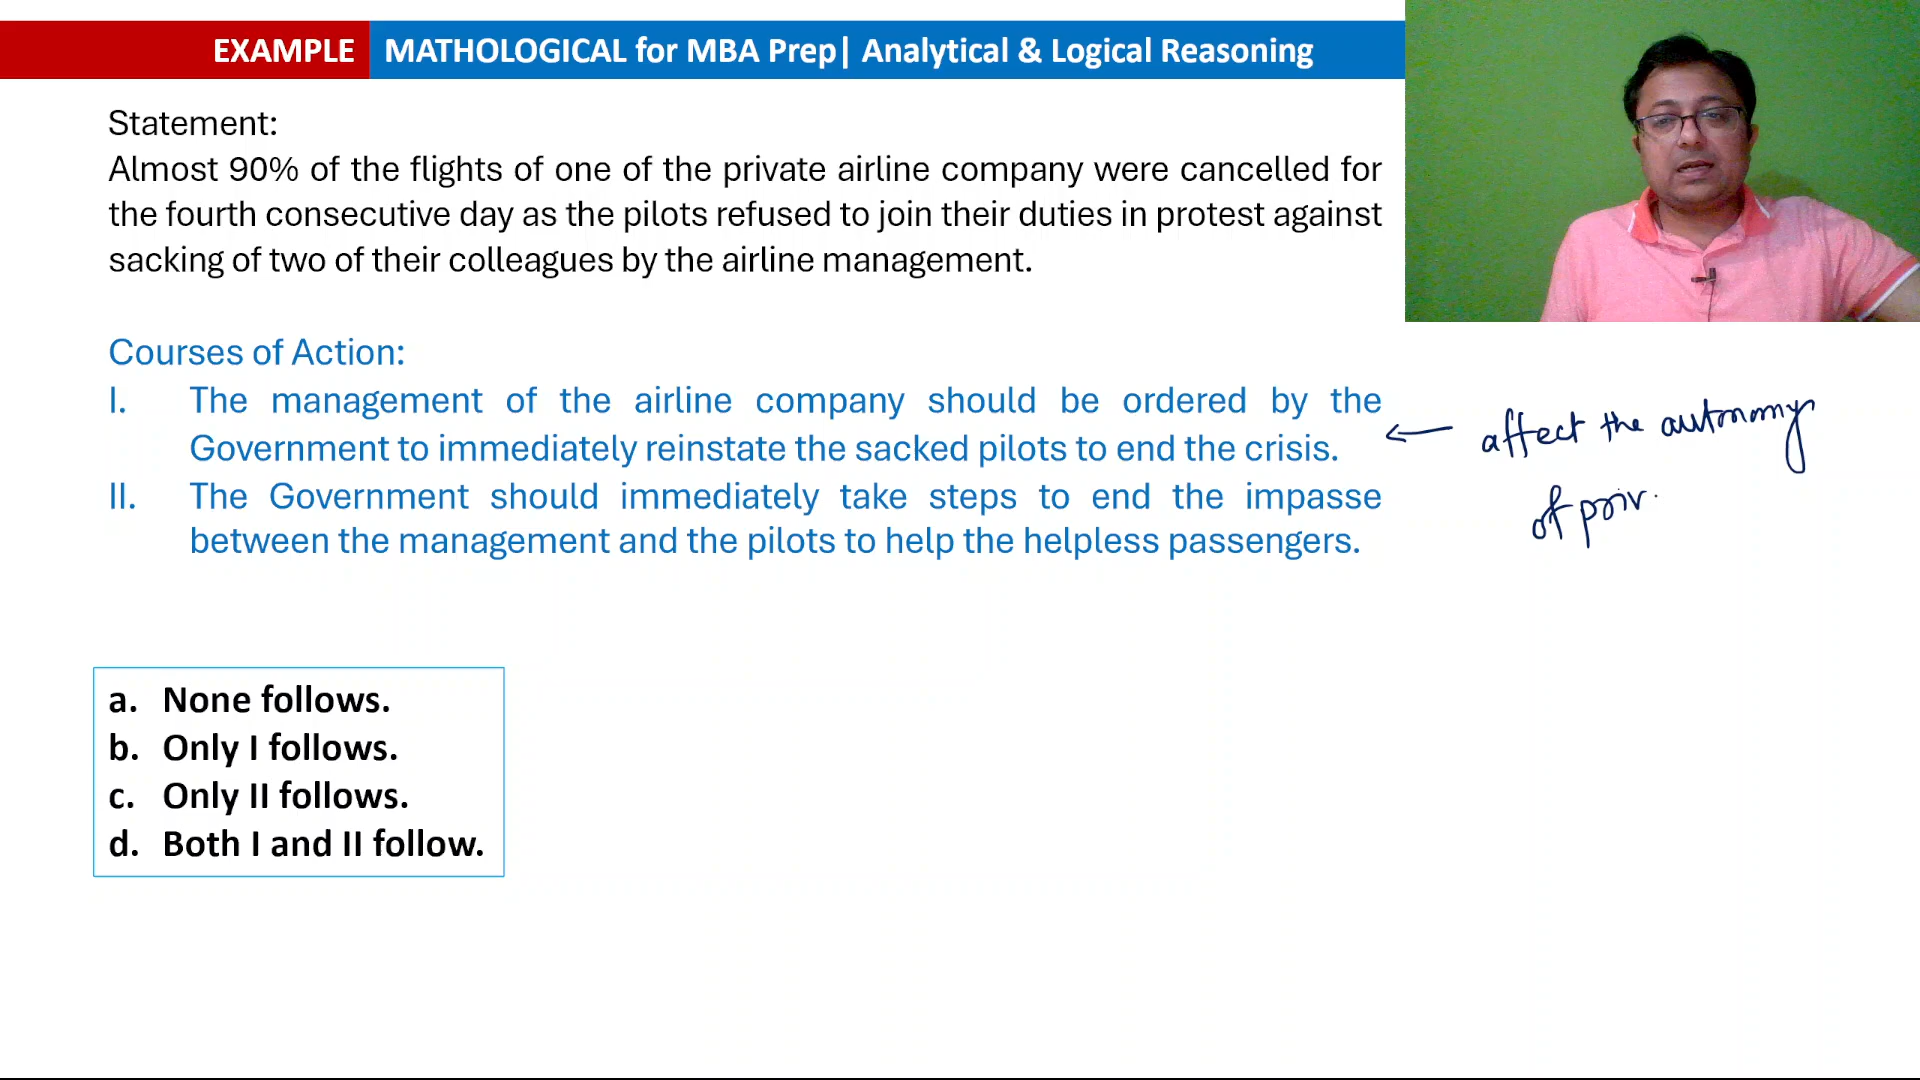 EXAMPLE MATHOLOGICAL for MBA Prep| Analytical & Logical Reasoning
Statement:
Almost 90% of the flights of one of the private airline company were cancelled for
the fourth consecutive day as the pilots refused to join their duties in protest against
sacking of two of their colleagues by the airline management.
Courses of Action:
I. The management of the airline company should be ordered by the
Government to immediately reinstate the sacked pilots to end the crisis.
← affect the autonomy
of priv.
II. The Government should immediately take steps to end the impasse
between the management and the pilots to help the helpless passengers.
a. None follows.
b. Only I follows.
c. Only II follows.
d. Both I and II follow.